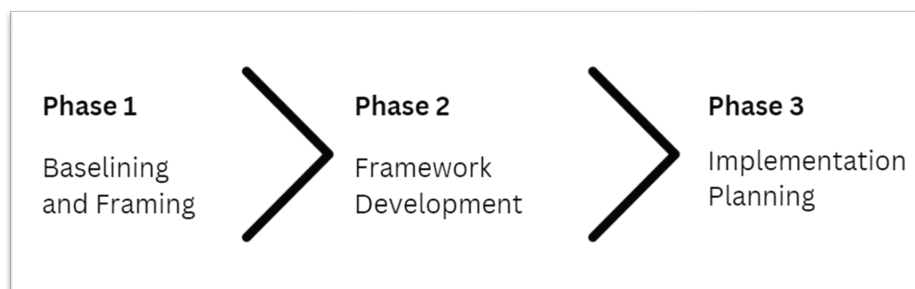 Phase 1
Baselining
and Framing
Phase 2
Framework
Development
Phase 3
Implementation
Planning